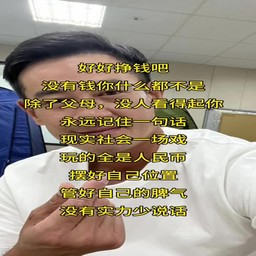 好好挣钱吧
没有钱你什么都不是
除了父母，没人看得起你
永远记住一句话
现实社会一场戏
玩的全是人民币
摆好自己位置
管好自己的脾气
没有实力少说话